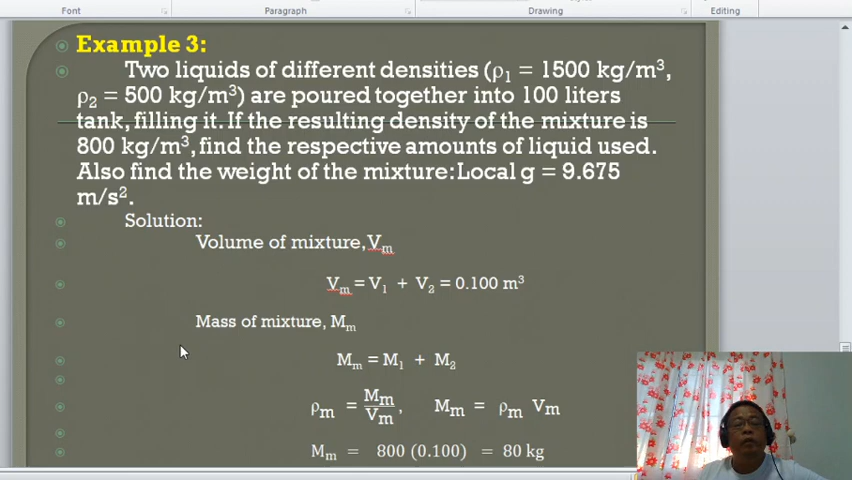 Font
Paragraph
Drawing
Editing
Example 3:
Two liquids of different densities (ρ₁ = 1500 kg/m³,
ρ₂ = 500 kg/m³) are poured together into 100 liters
tank, filling it. If the resulting density of the mixture is
800 kg/m³, find the respective amounts of liquid used.
Also find the weight of the mixture: Local g = 9.675
m/s².
Solution:
Volume of mixture, Vₘ
Vₘ = V₁ + V₂ = 0.100 m³
Mass of mixture, Mₘ
Mₘ = M₁ + M₂
ρₘ = Mₘ/Vₘ, Mₘ = ρₘ Vₘ
Mₘ = 800 (0.100) = 80 kg